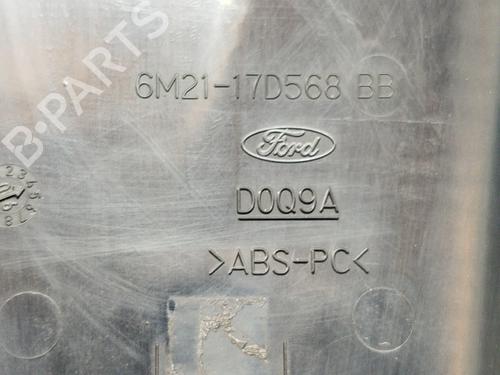 B-PARTS
6M21-17D568 BB
Ford
D0Q9A
>ABS-PC<
K